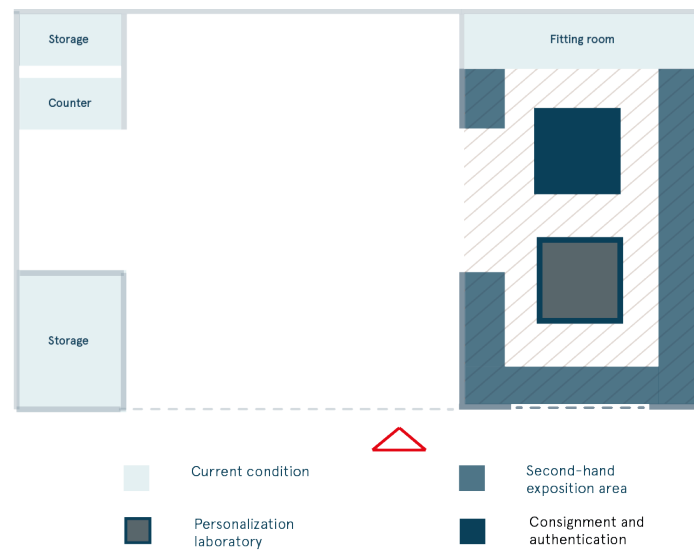 Storage
Fitting room
Counter
Storage
Current condition
Second-hand
exposition area
Personalization
laboratory
Consignment and
authentication